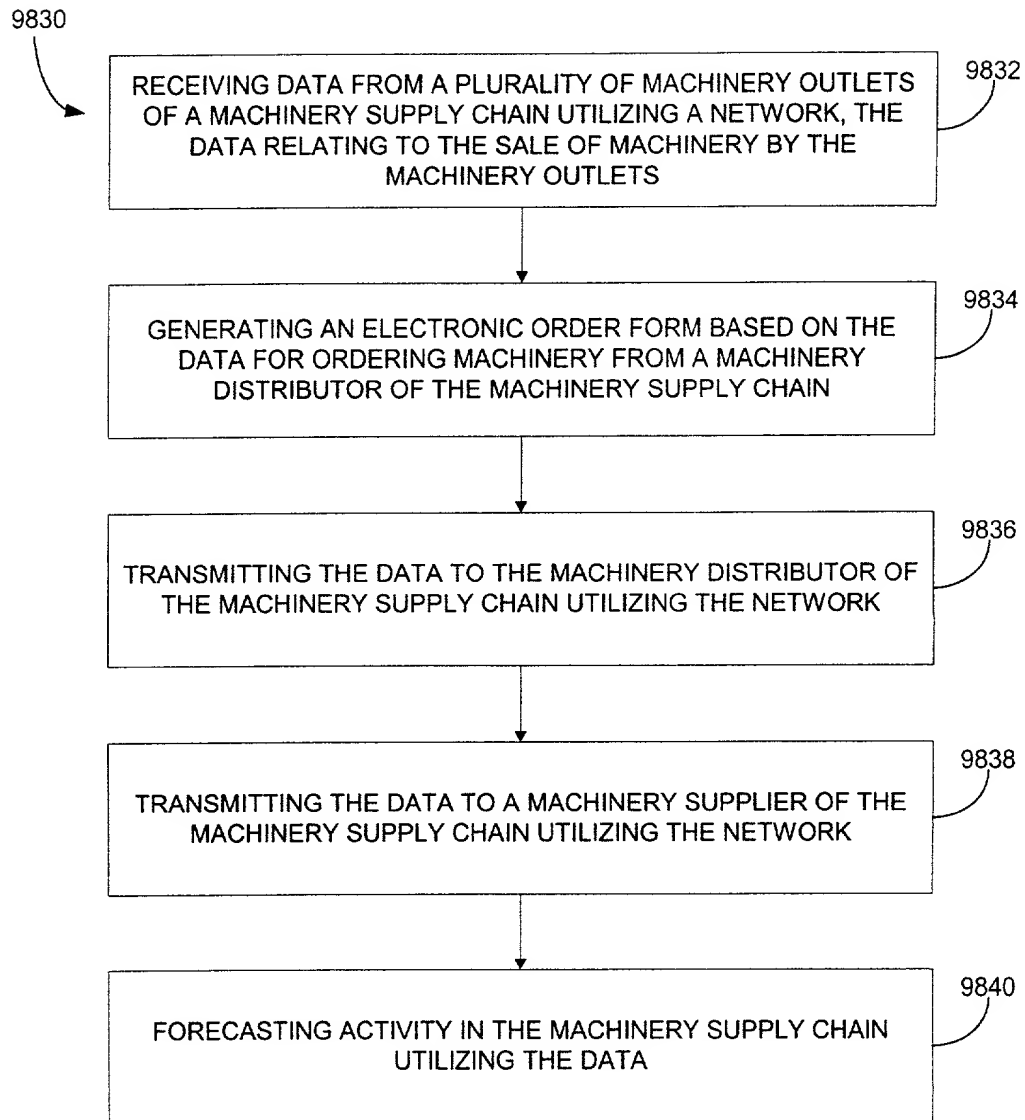 9830
RECEIVING DATA FROM A PLURALITY OF MACHINERY OUTLETS
OF A MACHINERY SUPPLY CHAIN UTILIZING A NETWORK, THE
DATA RELATING TO THE SALE OF MACHINERY BY THE
MACHINERY OUTLETS
9832
GENERATING AN ELECTRONIC ORDER FORM BASED ON THE
DATA FOR ORDERING MACHINERY FROM A MACHINERY
DISTRIBUTOR OF THE MACHINERY SUPPLY CHAIN
9834
TRANSMITTING THE DATA TO THE MACHINERY DISTRIBUTOR OF
THE MACHINERY SUPPLY CHAIN UTILIZING THE NETWORK
9836
TRANSMITTING THE DATA TO A MACHINERY SUPPLIER OF THE
MACHINERY SUPPLY CHAIN UTILIZING THE NETWORK
9838
FORECASTING ACTIVITY IN THE MACHINERY SUPPLY CHAIN
UTILIZING THE DATA
9840